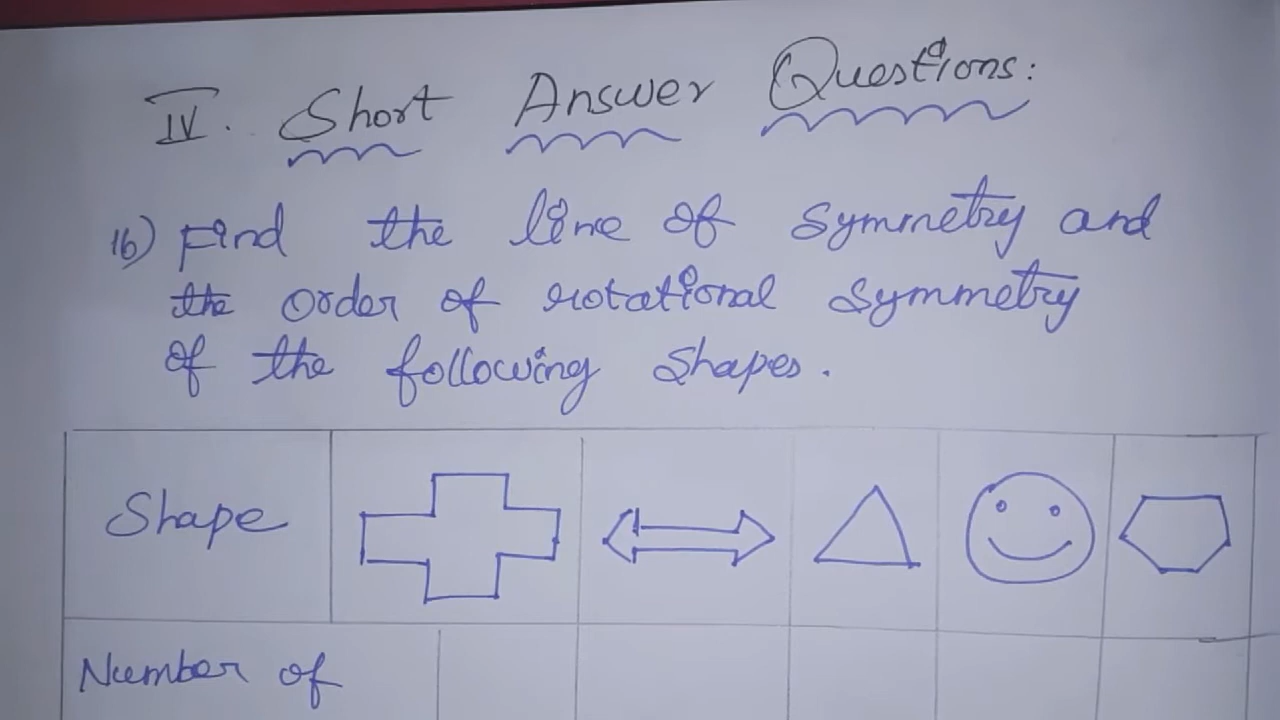 IV. Short Answer Questions:
16) Find the line of symmetry and
the order of rotational symmetry
of the following shapes.
Shape
Number of